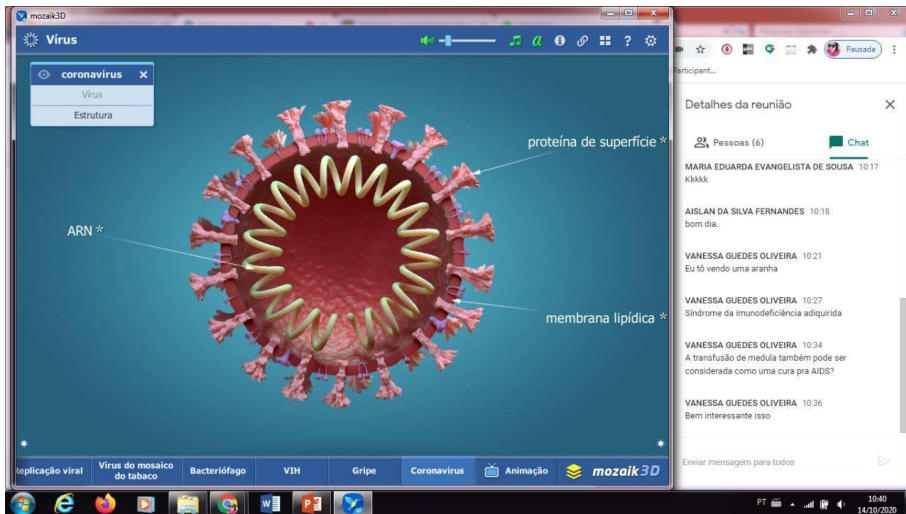 mozaik3D
Vírus
coronavirus
Vírus
Estrutura
proteína de superfície *
ARN *
membrana lipídica *
replicação viral
Vírus do mosaico
do tabaco
Bacteriófago
VIH
Gripe
Coronavirus
Animação
mozaik3D
Pausada
Participant...
Detalhes da reunião
Pessoas (6)
Chat
MARIA EDUARDA EVANGELISTA DE SOUSA 10:17
Kkkkk
AISLAN DA SILVA FERNANDES 10:18
bom dia.
VANESSA GUEDES OLIVEIRA 10:21
Eu tô vendo uma aranha
VANESSA GUEDES OLIVEIRA 10:27
Síndrome da imunodeficiência adiquirida
VANESSA GUEDES OLIVEIRA 10:34
A transfusão de medula também pode ser
considerada como uma cura pra AIDS?
VANESSA GUEDES OLIVEIRA 10:36
Bem interessante isso
Enviar mensagem para todos
PT
10:40
14/10/2020